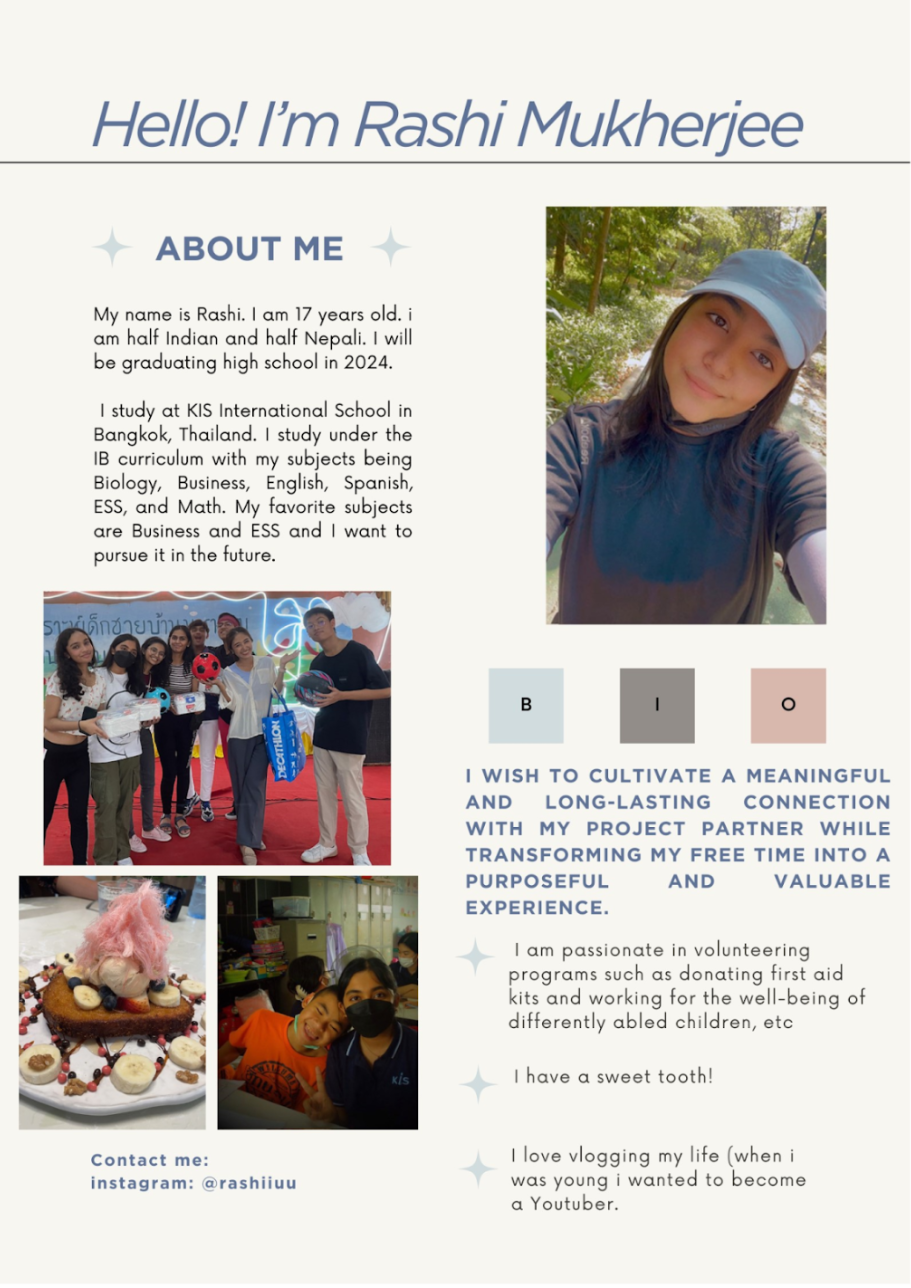 Hello! I'm Rashi Mukherjee
ABOUT ME
My name is Rashi. I am 17 years old. i
am half Indian and half Nepali. I will
be graduating high school in 2024.
I study at KIS International School in
Bangkok, Thailand. I study under the
IB curriculum with my subjects being
Biology, Business, English, Spanish,
ESS, and Math. My favorite subjects
are Business and ESS and I want to
pursue it in the future.
DECATHLON
KIS
Contact me:
instagram: @rashiiuu
B I O
I WISH TO CULTIVATE A MEANINGFUL
AND LONG-LASTING CONNECTION
WITH MY PROJECT PARTNER WHILE
TRANSFORMING MY FREE TIME INTO A
PURPOSEFUL AND VALUABLE
EXPERIENCE.
I am passionate in volunteering
programs such as donating first aid
kits and working for the well-being of
differently abled children, etc
I have a sweet tooth!
I love vlogging my life (when i
was young i wanted to become
a Youtuber.